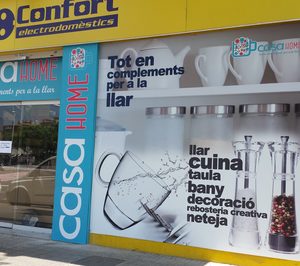 Confort
electrodomèstics
a HOME
ments per a la llar
CASA HOME
casa HOME
Tot en
complements
per a la
llar
llar
cuina
taula
bany
decoració
rebosteria creativa
neteja